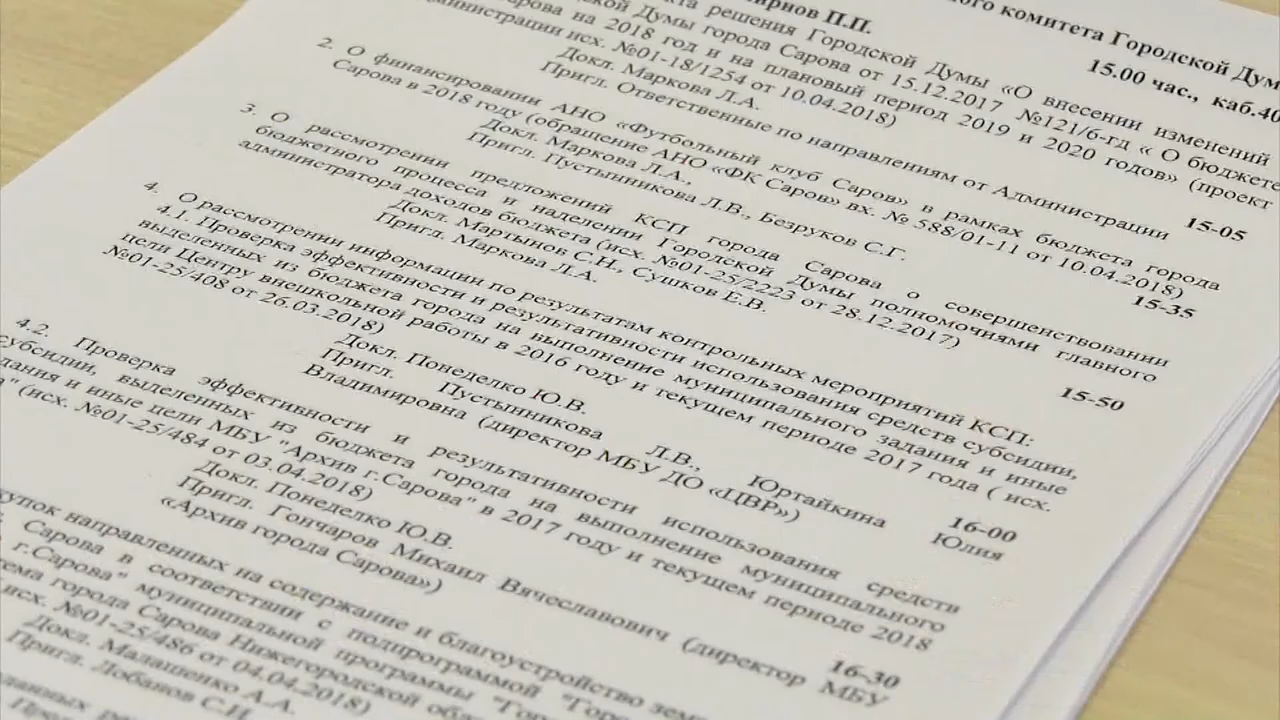 ного комитета Городской Думы
П.П.
15.00 час., каб.40
решения Городской Думы «О внесении изменений
Думы города Сарова от 15.12.2017 №121/6-гд « О бюджете
Сарова на 2018 год и на плановый период 2019 и 2020 годов» (проект
исх. №01-18/1254 от 10.04.2018)
Докл. Маркова Л.А.
Пригл. Ответственные по направлениям от Администрации
15-05
2. О финансировании АНО «Футбольный клуб Саров» в рамках бюджета города
Сарова в 2018 году (обращение АНО «ФК Саров» вх. № 588/01-11 от 10.04.2018)
Докл. Маркова Л.А.,
Пригл. Пустынникова Л.В., Безруков С.Г.
15-35
3. О рассмотрении предложений КСП города Сарова о совершенствовании
бюджетного процесса и наделении Городской Думы полномочиями главного
администратора доходов бюджета (исх. №01-25/2223 от 28.12.2017)
Докл. Мартынов С.Н., Сушков Е.В.
Пригл. Маркова Л.А.
15-50
4. О рассмотрении информации по результатам контрольных мероприятий КСП:
4.1. Проверка эффективности и результативности использования средств субсидии,
выделенных из бюджета города на выполнение муниципального задания и иные
цели Центру внешкольной работы в 2016 году и текущем периоде 2017 года ( исх.
№01-25/408 от 26.03.2018)
16-00
Докл. Понеделко Ю.В.
Пригл. Пустынникова Л.В., Юртайкина Юлия
Владимировна (директор МБУ ДО «ЦВР»)
4.2. Проверка эффективности и результативности использования средств
субсидий, выделенных из бюджета города на выполнение муниципального
задания и иные цели МБУ "Архив г.Сарова" в 2017 году и текущем периоде 2018
(исх. №01-25/484 от 03.04.2018)
16-30
Докл. Понеделко Ю.В.
Пригл. Гончаров Михаил Вячеславович (директор МБУ
«Архив города Сарова»)
направленных на содержание и благоустройство
Сарова в соответствии с подпрограммой
г.Сарова" муниципальной программы
города Сарова Нижегородской
исх. №01-25/486 от 04.04.2018)
Докл. Малашенко А.А.
Пригл. Лобанов С.И.